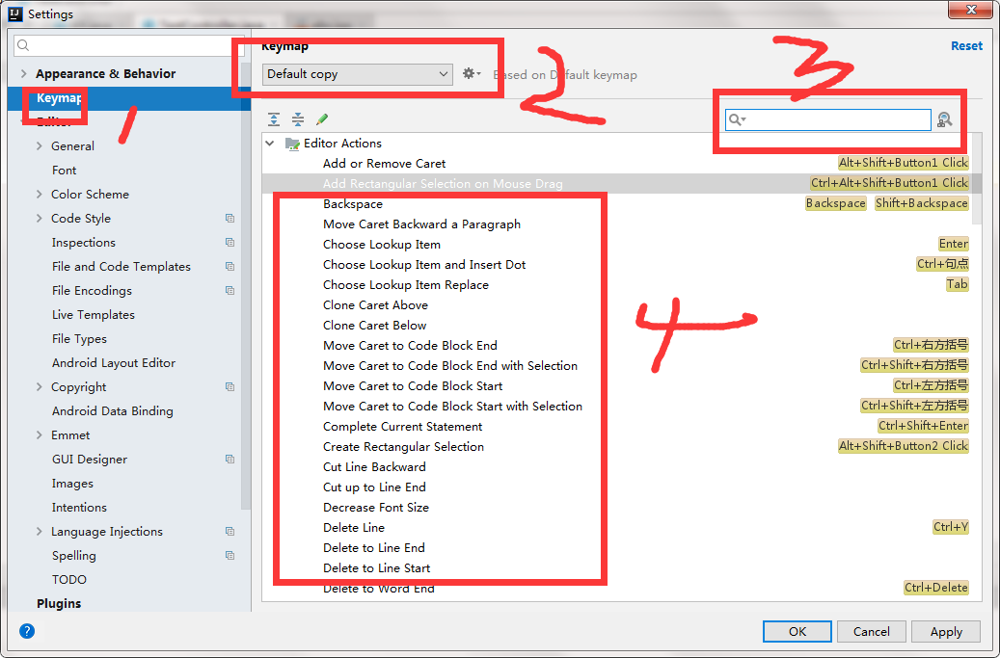 Settings
Keymap
Reset
Appearance & Behavior
Default copy
Based on Default keymap
Keymap
1
2
3
Editor
General
Editor Actions
Font
Add or Remove Caret Alt+Shift+Button1 Click
Color Scheme
Add Rectangular Selection on Mouse Drag Ctrl+Alt+Shift+Button1 Click
Code Style
Backspace Backspace Shift+Backspace
Inspections
Move Caret Backward a Paragraph
Choose Lookup Item Enter
File and Code Templates
Choose Lookup Item and Insert Dot Ctrl+句点
File Encodings
Choose Lookup Item Replace Tab
Live Templates
Clone Caret Above
Clone Caret Below
4
File Types
Move Caret to Code Block End Ctrl+右方括号
Android Layout Editor
Move Caret to Code Block End with Selection Ctrl+Shift+右方括号
Copyright
Move Caret to Code Block Start Ctrl+左方括号
Android Data Binding
Move Caret to Code Block Start with Selection Ctrl+Shift+左方括号
Emmet
Complete Current Statement Ctrl+Shift+Enter
Create Rectangular Selection Alt+Shift+Button2 Click
GUI Designer
Cut Line Backward
Images
Cut up to Line End
Intentions
Decrease Font Size
Language Injections
Delete Line Ctrl+Y
Spelling
Delete to Line End
TODO
Delete to Line Start
Plugins
Delete to Word End Ctrl+Delete
?
OK
Cancel
Apply